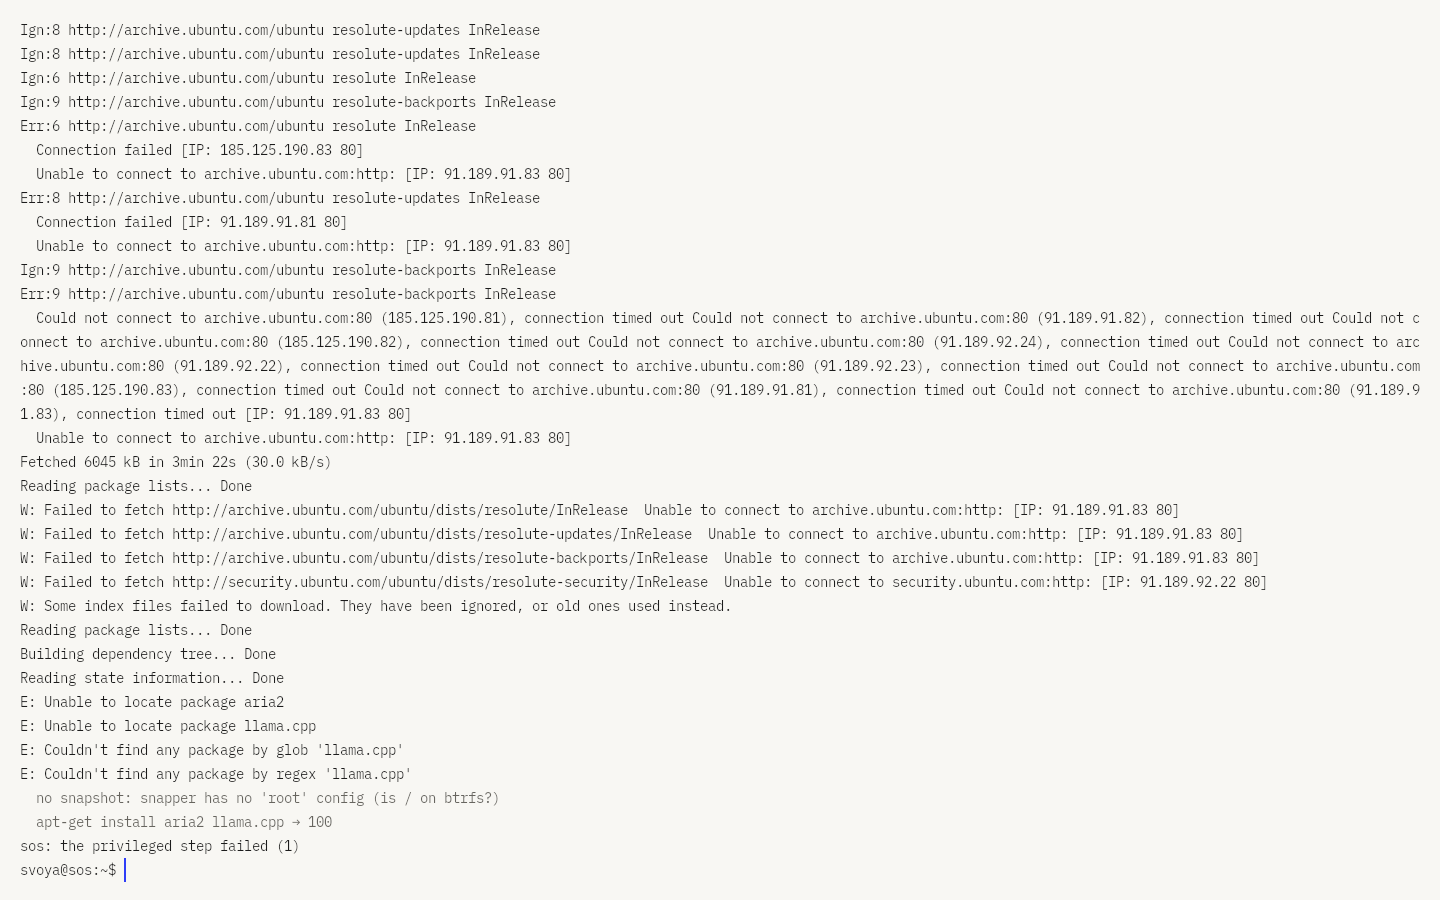 Ign:8 http://archive.ubuntu.com/ubuntu resolute-updates InRelease
Ign:8 http://archive.ubuntu.com/ubuntu resolute-updates InRelease
Ign:6 http://archive.ubuntu.com/ubuntu resolute InRelease
Ign:9 http://archive.ubuntu.com/ubuntu resolute-backports InRelease
Err:6 http://archive.ubuntu.com/ubuntu resolute InRelease
  Connection failed [IP: 185.125.190.83 80]
  Unable to connect to archive.ubuntu.com:http: [IP: 91.189.91.83 80]
Err:8 http://archive.ubuntu.com/ubuntu resolute-updates InRelease
  Connection failed [IP: 91.189.91.81 80]
  Unable to connect to archive.ubuntu.com:http: [IP: 91.189.91.83 80]
Ign:9 http://archive.ubuntu.com/ubuntu resolute-backports InRelease
Err:9 http://archive.ubuntu.com/ubuntu resolute-backports InRelease
  Could not connect to archive.ubuntu.com:80 (185.125.190.81), connection timed out Could not connect to archive.ubuntu.com:80 (91.189.91.82), connection timed out Could not c
onnect to archive.ubuntu.com:80 (185.125.190.82), connection timed out Could not connect to archive.ubuntu.com:80 (91.189.92.24), connection timed out Could not connect to arc
hive.ubuntu.com:80 (91.189.92.22), connection timed out Could not connect to archive.ubuntu.com:80 (91.189.92.23), connection timed out Could not connect to archive.ubuntu.com
:80 (185.125.190.83), connection timed out Could not connect to archive.ubuntu.com:80 (91.189.91.81), connection timed out Could not connect to archive.ubuntu.com:80 (91.189.9
1.83), connection timed out [IP: 91.189.91.83 80]
  Unable to connect to archive.ubuntu.com:http: [IP: 91.189.91.83 80]
Fetched 6045 kB in 3min 22s (30.0 kB/s)
Reading package lists... Done
W: Failed to fetch http://archive.ubuntu.com/ubuntu/dists/resolute/InRelease  Unable to connect to archive.ubuntu.com:http: [IP: 91.189.91.83 80]
W: Failed to fetch http://archive.ubuntu.com/ubuntu/dists/resolute-updates/InRelease  Unable to connect to archive.ubuntu.com:http: [IP: 91.189.91.83 80]
W: Failed to fetch http://archive.ubuntu.com/ubuntu/dists/resolute-backports/InRelease  Unable to connect to archive.ubuntu.com:http: [IP: 91.189.91.83 80]
W: Failed to fetch http://security.ubuntu.com/ubuntu/dists/resolute-security/InRelease  Unable to connect to security.ubuntu.com:http: [IP: 91.189.92.22 80]
W: Some index files failed to download. They have been ignored, or old ones used instead.
Reading package lists... Done
Building dependency tree... Done
Reading state information... Done
E: Unable to locate package aria2
E: Unable to locate package llama.cpp
E: Couldn't find any package by glob 'llama.cpp'
E: Couldn't find any package by regex 'llama.cpp'
  no snapshot: snapper has no 'root' config (is / on btrfs?)
  apt-get install aria2 llama.cpp → 100
sos: the privileged step failed (1)
svoya@sos:~$